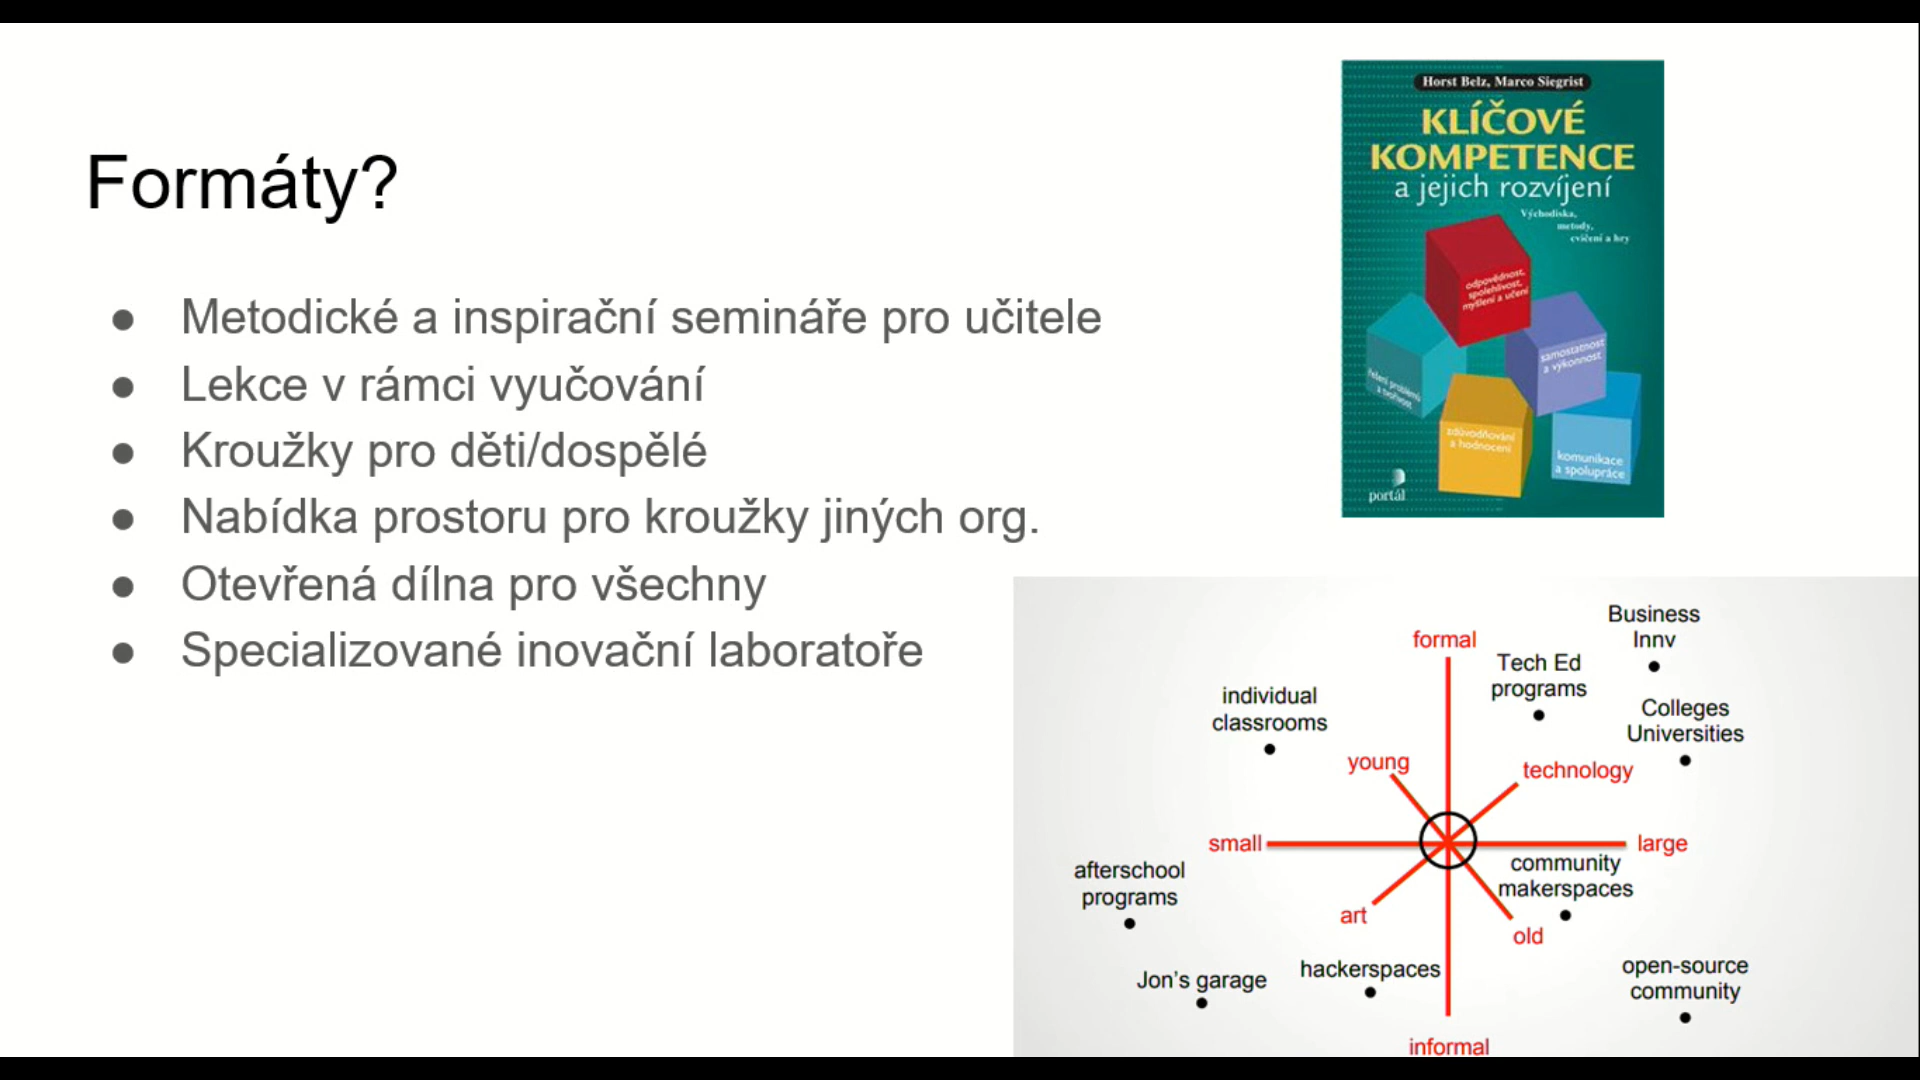 Formáty?
● Metodické a inspirační semináře pro učitele
● Lekce v rámci vyučování
● Kroužky pro děti/dospělé
● Nabídka prostoru pro kroužky jiných org.
● Otevřená dílna pro všechny
● Specializované inovační laboratoře
Horst Belz, Marco Siegrist
KLÍČOVÉ
KOMPETENCE
a jejich rozvíjení
Východiska,
metody,
cvičení a hry
odpovědnost,
spolehlivost,
myšlení a učení
samostatnost
a výkonnost
řešení problémů
a tvořivost
zdůvodňování
a hodnocení
komunikace
a spolupráce
portál
Business
Innv
formal
Tech Ed
programs
individual
classrooms
Colleges
Universities
young
technology
small
large
community
makerspaces
afterschool
programs
art
old
hackerspaces
Jon's garage
open-source
community
informal